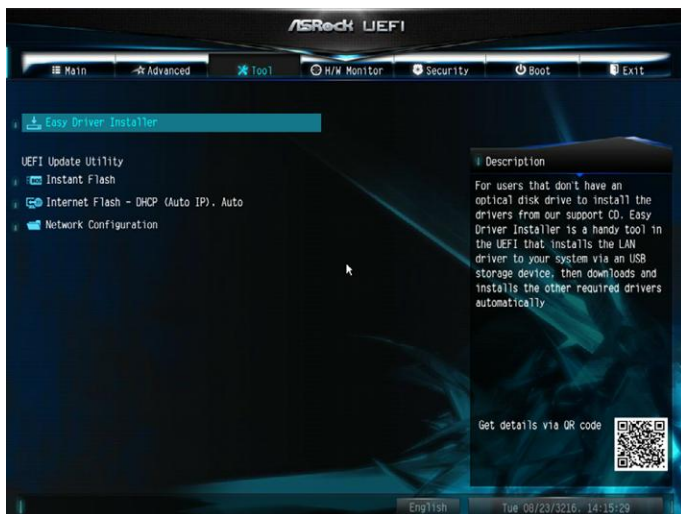 ASRock UEFI
Main
Advanced
Tool
H/W Monitor
Security
Boot
Exit
Easy Driver Installer
UEFI Update Utility
Instant Flash
Internet Flash - DHCP (Auto IP), Auto
Network Configuration
Description
For users that don't have an
optical disk drive to install the
drivers from our support CD, Easy
Driver Installer is a handy tool in
the UEFI that installs the LAN
driver to your system via an USB
storage device, then downloads and
installs the other required drivers
automatically
Get details via QR code
English
Tue 08/23/3216, 14:15:29